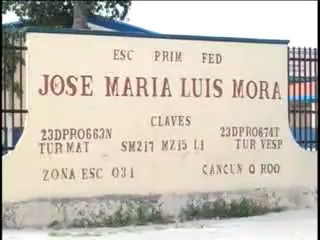 ESC PRIM FED
JOSE MARIA LUIS MORA
CLAVES
23DPR0663N 23DPR0674T
TUR MAT SM217 MZ15 L1 TUR VESP
ZONA ESC 031 CANCUN Q ROO